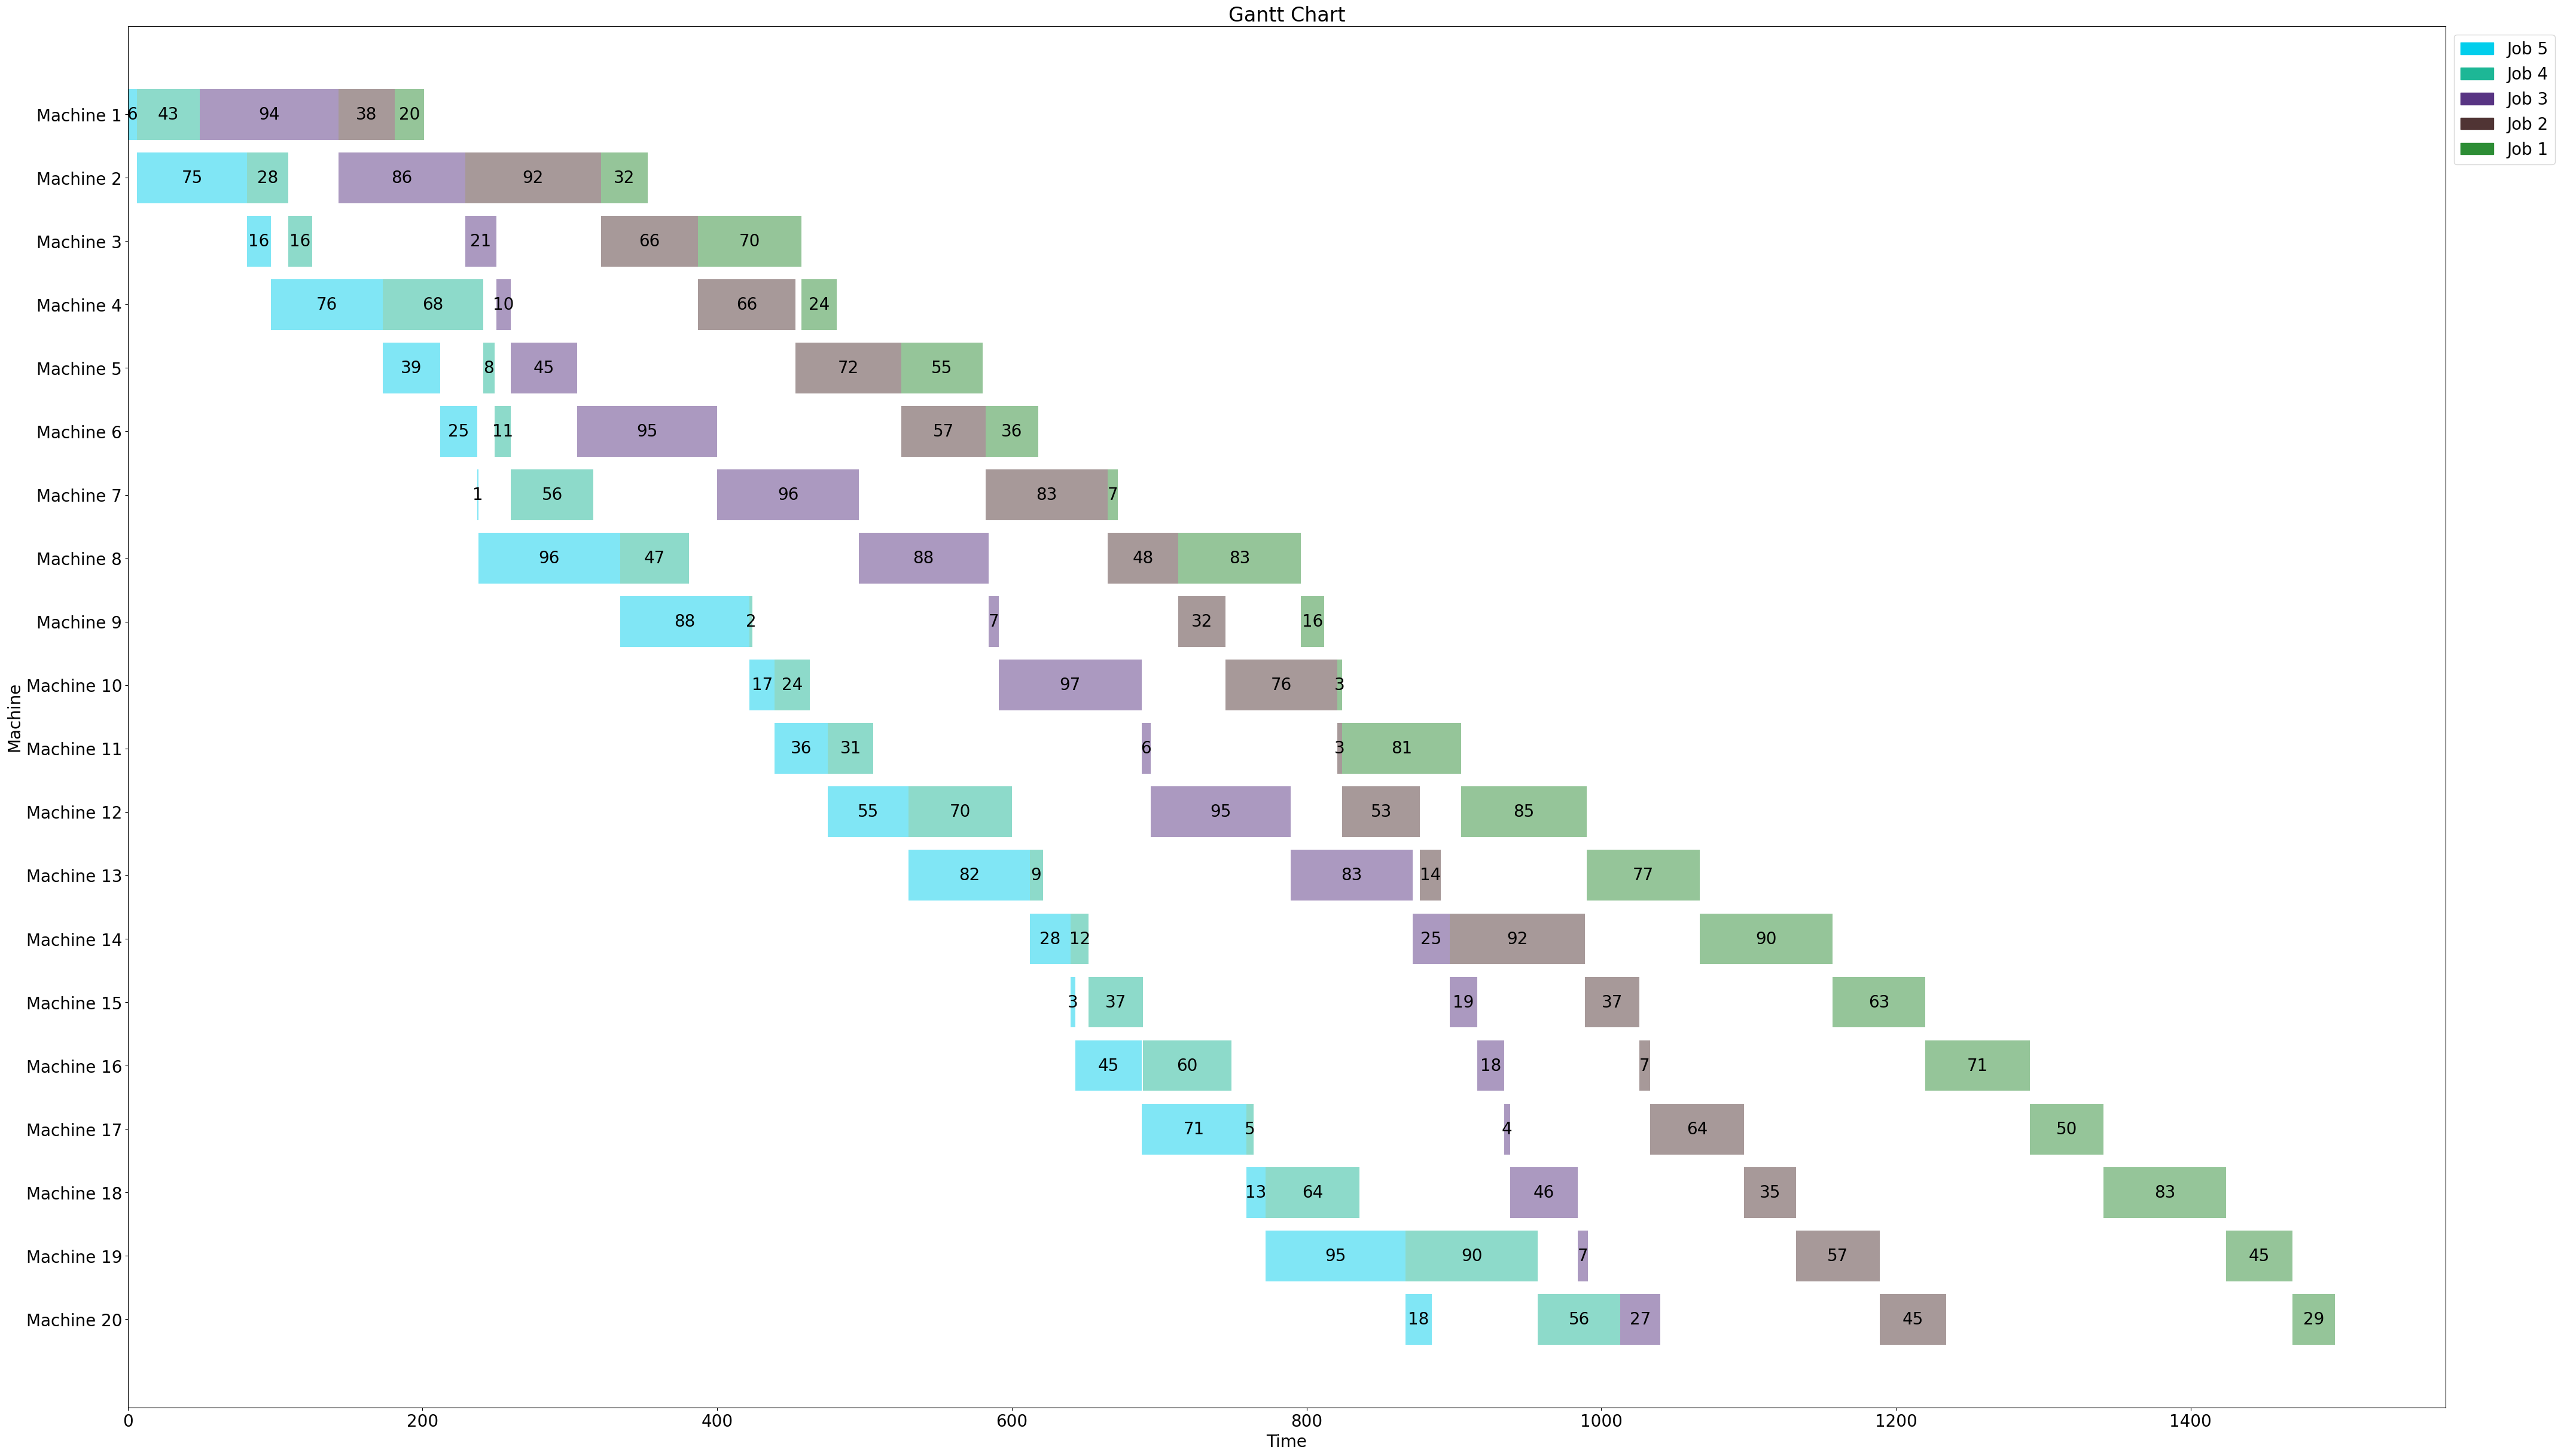 Gantt Chart
Job 5
Job 4
Job 3
Job 2
Job 1
Machine
Machine 1 6 43 94 38 20
Machine 2 75 28 86 92 32
Machine 3 16 16 21 66 70
Machine 4 76 68 10 66 24
Machine 5 39 8 45 72 55
Machine 6 25 11 95 57 36
Machine 7 1 56 96 83 7
Machine 8 96 47 88 48 83
Machine 9 88 2 7 32 16
Machine 10 17 24 97 76 3
Machine 11 36 31 6 3 81
Machine 12 55 70 95 53 85
Machine 13 82 9 83 14 77
Machine 14 28 12 25 92 90
Machine 15 3 37 19 37 63
Machine 16 45 60 18 7 71
Machine 17 71 5 4 64 50
Machine 18 13 64 46 35 83
Machine 19 95 90 7 57 45
Machine 20 18 56 27 45 29
0 200 400 600 800 1000 1200 1400
Time